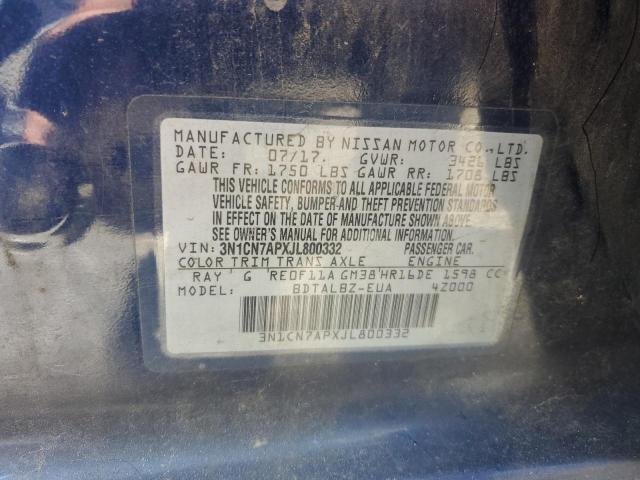 MANUFACTURED BY NISSAN MOTOR CO.,LTD.
DATE: 07/17. GVWR: 3426 LBS
GAWR FR: 1750 LBS GAWR RR: 1708 LBS
THIS VEHICLE CONFORMS TO ALL APPLICABLE FEDERAL MOTOR
VEHICLE SAFETY, BUMPER AND THEFT PREVENTION STANDARDS
IN EFFECT ON THE DATE OF MANUFACTURE SHOWN ABOVE.
SEE OWNER'S MANUAL FOR ADDITIONAL INFORMATION.
VIN: 3N1CN7APXJL800332 PASSENGER CAR.
COLOR TRIM TRANS AXLE ENGINE
RAY G RE0F11A GM38 HR16DE 1598 CC
MODEL: BDTALBZ-EUA 4Z000
3N1CN7APXJL800332